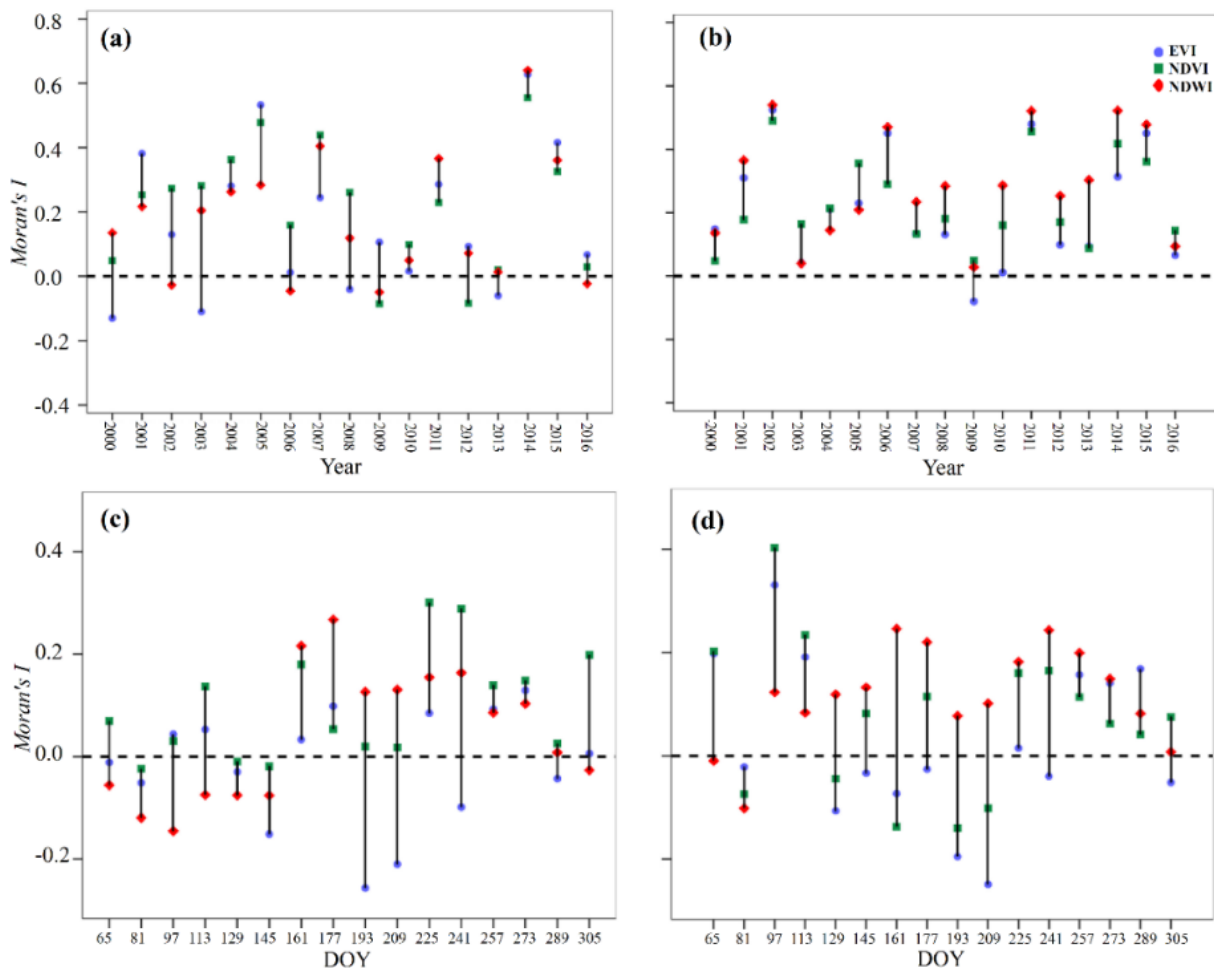 (a)
0.8
0.6
0.4
0.2
0.0
-0.2
-0.4
Moran's I
2000 2001 2002 2003 2004 2005 2006 2007 2008 2009 2010 2011 2012 2013 2014 2015 2016
Year
(b)
EVI
NDVI
NDWI
-2000 2001 2002 2003 2004 2005 2006 2007 2008 2009 2010 2011 2012 2013 2014 2015 2016
Year
(c)
0.4
0.2
0.0
-0.2
Moran's I
65 81 97 113 129 145 161 177 193 209 225 241 257 273 289 305
DOY
(d)
65 81 97 113 129 145 161 177 193 209 225 241 257 273 289 305
DOY